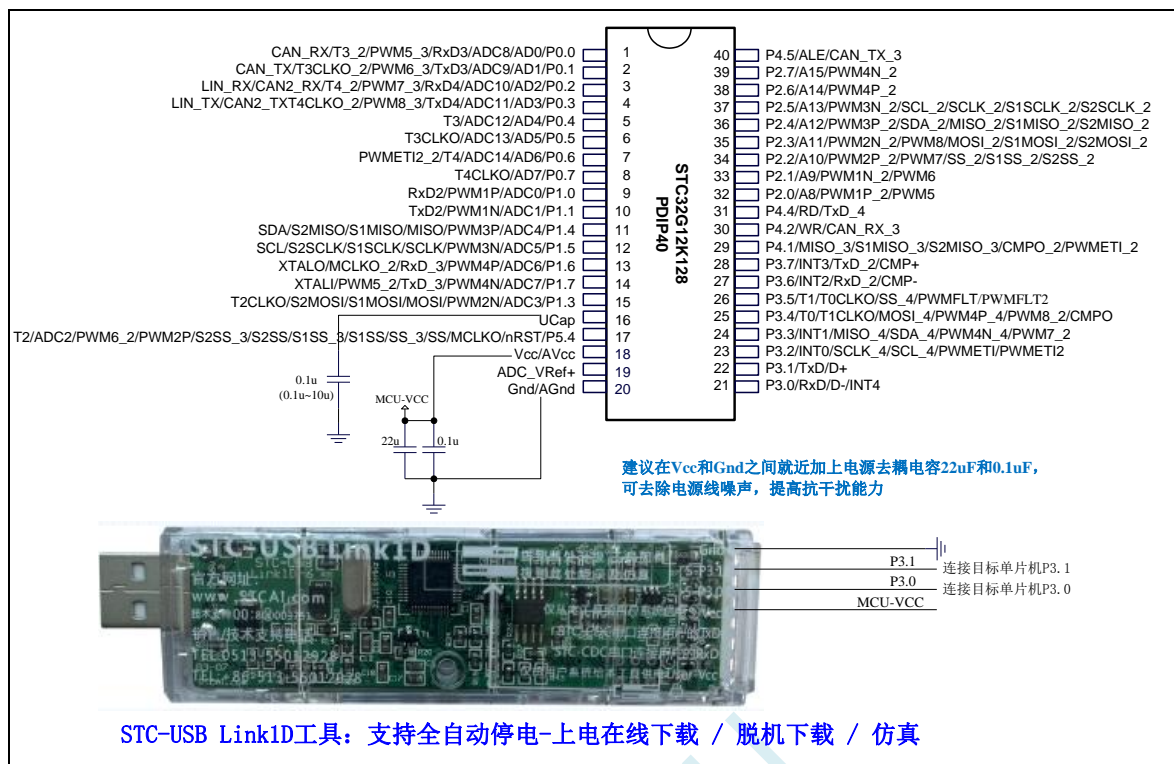 CAN_RX/T3_2/PWM5_3/RxD3/ADC8/AD0/P0.0
CAN_TX/T3CLKO_2/PWM6_3/TxD3/ADC9/AD1/P0.1
LIN_RX/CAN2_RX/T4_2/PWM7_3/RxD4/ADC10/AD2/P0.2
LIN_TX/CAN2_TXT4CLKO_2/PWM8_3/TxD4/ADC11/AD3/P0.3
T3/ADC12/AD4/P0.4
T3CLKO/ADC13/AD5/P0.5
PWMETI2_2/T4/ADC14/AD6/P0.6
T4CLKO/AD7/P0.7
RxD2/PWM1P/ADC0/P1.0
TxD2/PWM1N/ADC1/P1.1
SDA/S2MISO/S1MISO/MISO/PWM3P/ADC4/P1.4
SCL/S2SCLK/S1SCLK/SCLK/PWM3N/ADC5/P1.5
XTALO/MCLKO_2/RxD_3/PWM4P/ADC6/P1.6
XTALI/PWM5_2/TxD_3/PWM4N/ADC7/P1.7
T2CLKO/S2MOSI/S1MOSI/MOSI/PWM2N/ADC3/P1.3
UCap
T2/ADC2/PWM6_2/PWM2P/S2SS_3/S2SS/S1SS_3/S1SS/SS_3/SS/MCLKO/nRST/P5.4
Vcc/AVcc
ADC_VRef+
Gnd/AGnd
1
2
3
4
5
6
7
8
9
10
11
12
13
14
15
16
17
18
19
20
STC32G12K128
PDIP40
40
39
38
37
36
35
34
33
32
31
30
29
28
27
26
25
24
23
22
21
P4.5/ALE/CAN_TX_3
P2.7/A15/PWM4N_2
P2.6/A14/PWM4P_2
P2.5/A13/PWM3N_2/SCL_2/SCLK_2/S1SCLK_2/S2SCLK_2
P2.4/A12/PWM3P_2/SDA_2/MISO_2/S1MISO_2/S2MISO_2
P2.3/A11/PWM2N_2/PWM8/MOSI_2/S1MOSI_2/S2MOSI_2
P2.2/A10/PWM2P_2/PWM7/SS_2/S1SS_2/S2SS_2
P2.1/A9/PWM1N_2/PWM6
P2.0/A8/PWM1P_2/PWM5
P4.4/RD/TxD_4
P4.2/WR/CAN_RX_3
P4.1/MISO_3/S1MISO_3/S2MISO_3/CMPO_2/PWMETI_2
P3.7/INT3/TxD_2/CMP+
P3.6/INT2/RxD_2/CMP-
P3.5/T1/T0CLKO/SS_4/PWMFLT/PWMFLT2
P3.4/T0/T1CLKO/MOSI_4/PWM4P_4/PWM8_2/CMPO
P3.3/INT1/MISO_4/SDA_4/PWM4N_4/PWM7_2
P3.2/INT0/SCLK_4/SCL_4/PWMETI/PWMETI2
P3.1/TxD/D+
P3.0/RxD/D-/INT4
0.1u
(0.1u~10u)
MCU-VCC
22u
0.1u
建议在Vcc和Gnd之间就近加上电源去耦电容22uF和0.1uF，
可去除电源线噪声，提高抗干扰能力
STC-USB Link1D
官方网址:
www.STCAI.com
Gnd
P3.1
连接目标单片机P3.1
P3.0
连接目标单片机P3.0
MCU-VCC
STC-USB Link1D工具：支持全自动停电-上电在线下载 / 脱机下载 / 仿真